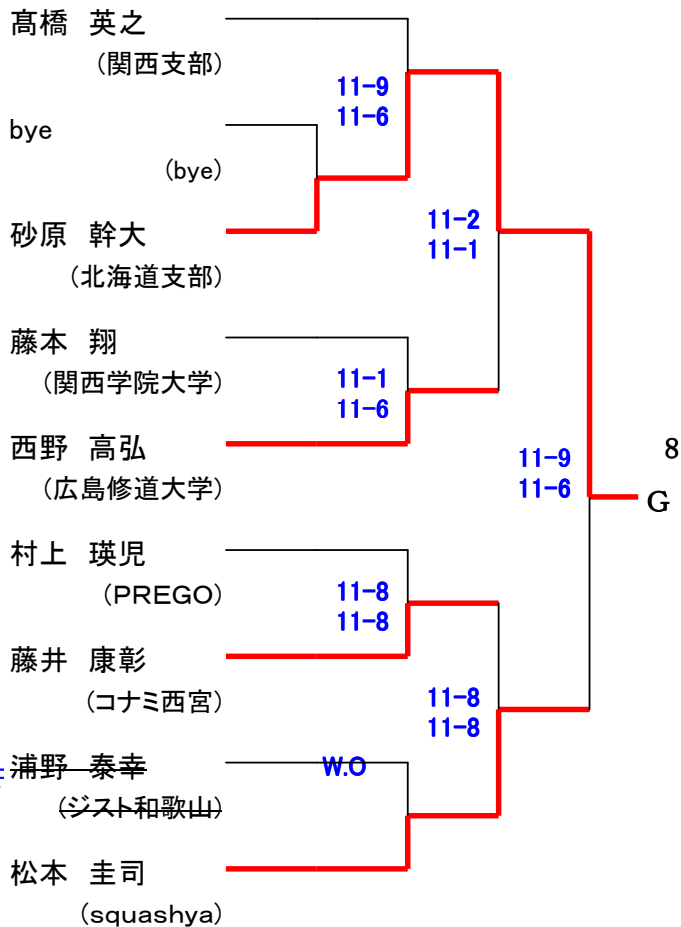 髙橋 英之
(関西支部)
11-9
11-6
bye
(bye)
11-2
11-1
砂原 幹大
(北海道支部)
藤本 翔
(関西学院大学)
11-1
11-6
西野 高弘
(広島修道大学)
11-9
11-6
8
G
村上 瑛児
(PREGO)
11-8
11-8
藤井 康彰
(コナミ西宮)
11-8
11-8
浦野 泰幸
(ジスト和歌山)
W.O
松本 圭司
(squashya)